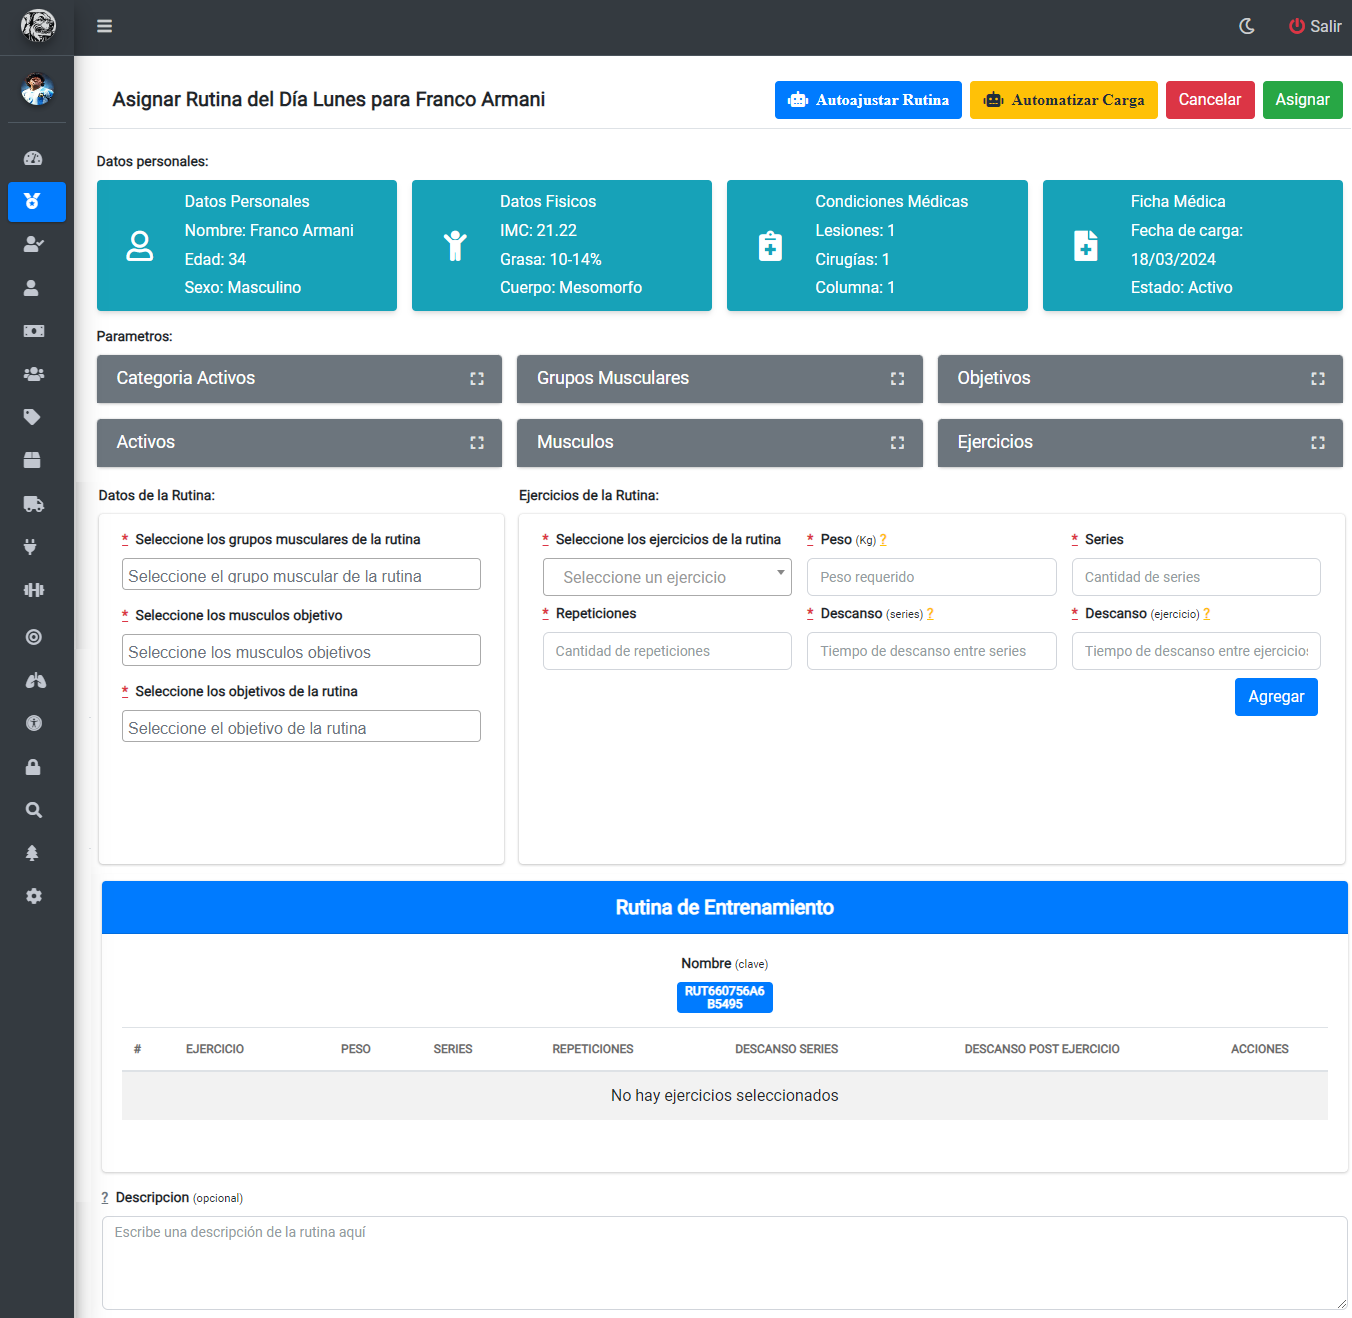 Salir
Asignar Rutina del Día Lunes para Franco Armani
Autoajustar Rutina
Automatizar Carga
Cancelar
Asignar
Datos personales:
Datos Personales
Nombre: Franco Armani
Edad: 34
Sexo: Masculino
Datos Fisicos
IMC: 21.22
Grasa: 10-14%
Cuerpo: Mesomorfo
Condiciones Médicas
Lesiones: 1
Cirugías: 1
Columna: 1
Ficha Médica
Fecha de carga:
18/03/2024
Estado: Activo
Parametros:
Categoria Activos
Grupos Musculares
Objetivos
Activos
Musculos
Ejercicios
Datos de la Rutina:
* Seleccione los grupos musculares de la rutina
Seleccione el grupo muscular de la rutina
* Seleccione los musculos objetivo
Seleccione los musculos objetivos
* Seleccione los objetivos de la rutina
Seleccione el objetivo de la rutina
Ejercicios de la Rutina:
* Seleccione los ejercicios de la rutina
Seleccione un ejercicio
* Peso (Kg) ?
Peso requerido
* Series
Cantidad de series
* Repeticiones
Cantidad de repeticiones
* Descanso (series) ?
Tiempo de descanso entre series
* Descanso (ejercicio) ?
Tiempo de descanso entre ejercicios
Agregar
Rutina de Entrenamiento
Nombre (clave)
RUT660756A6
B5495
# EJERCICIO PESO SERIES REPETICIONES DESCANSO SERIES DESCANSO POST EJERCICIO ACCIONES
No hay ejercicios seleccionados
? Descripcion (opcional)
Escribe una descripción de la rutina aquí